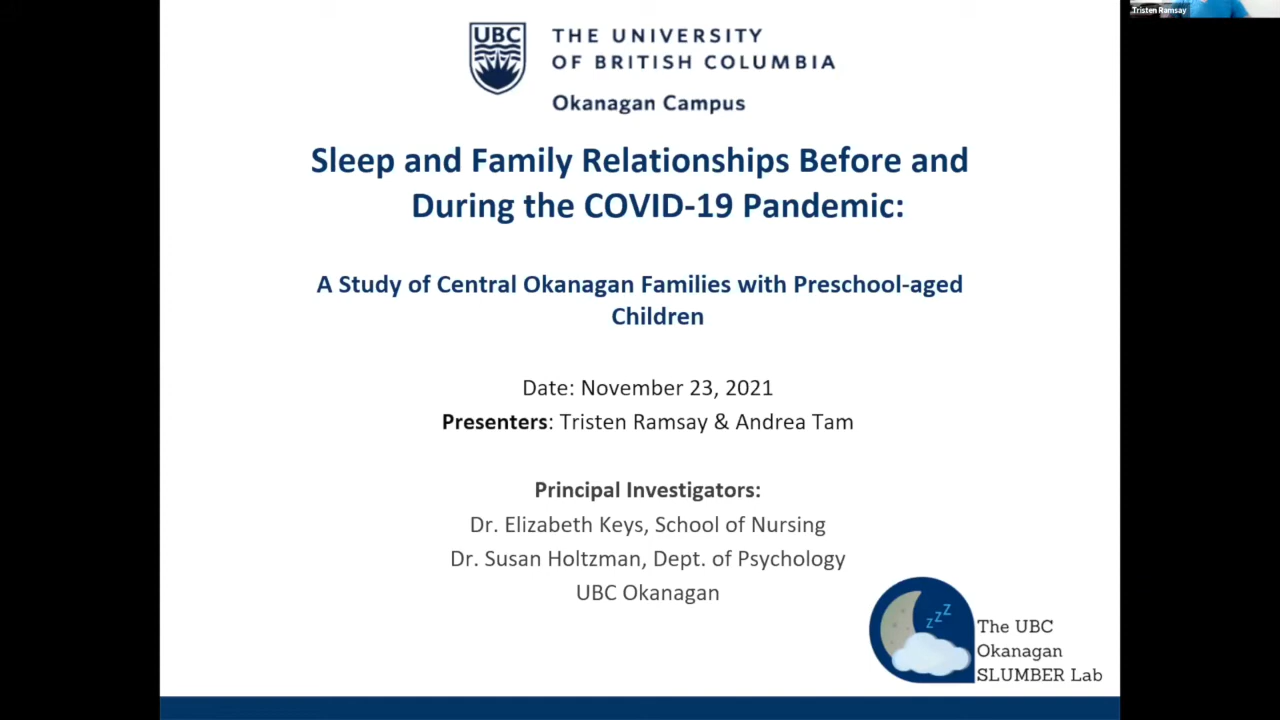 Tristen Ramsay
UBC
THE UNIVERSITY
OF BRITISH COLUMBIA
Okanagan Campus
Sleep and Family Relationships Before and
During the COVID-19 Pandemic:
A Study of Central Okanagan Families with Preschool-aged
Children
Date: November 23, 2021
Presenters: Tristen Ramsay & Andrea Tam
Principal Investigators:
Dr. Elizabeth Keys, School of Nursing
Dr. Susan Holtzman, Dept. of Psychology
UBC Okanagan
zzZ
The UBC
Okanagan
SLUMBER Lab